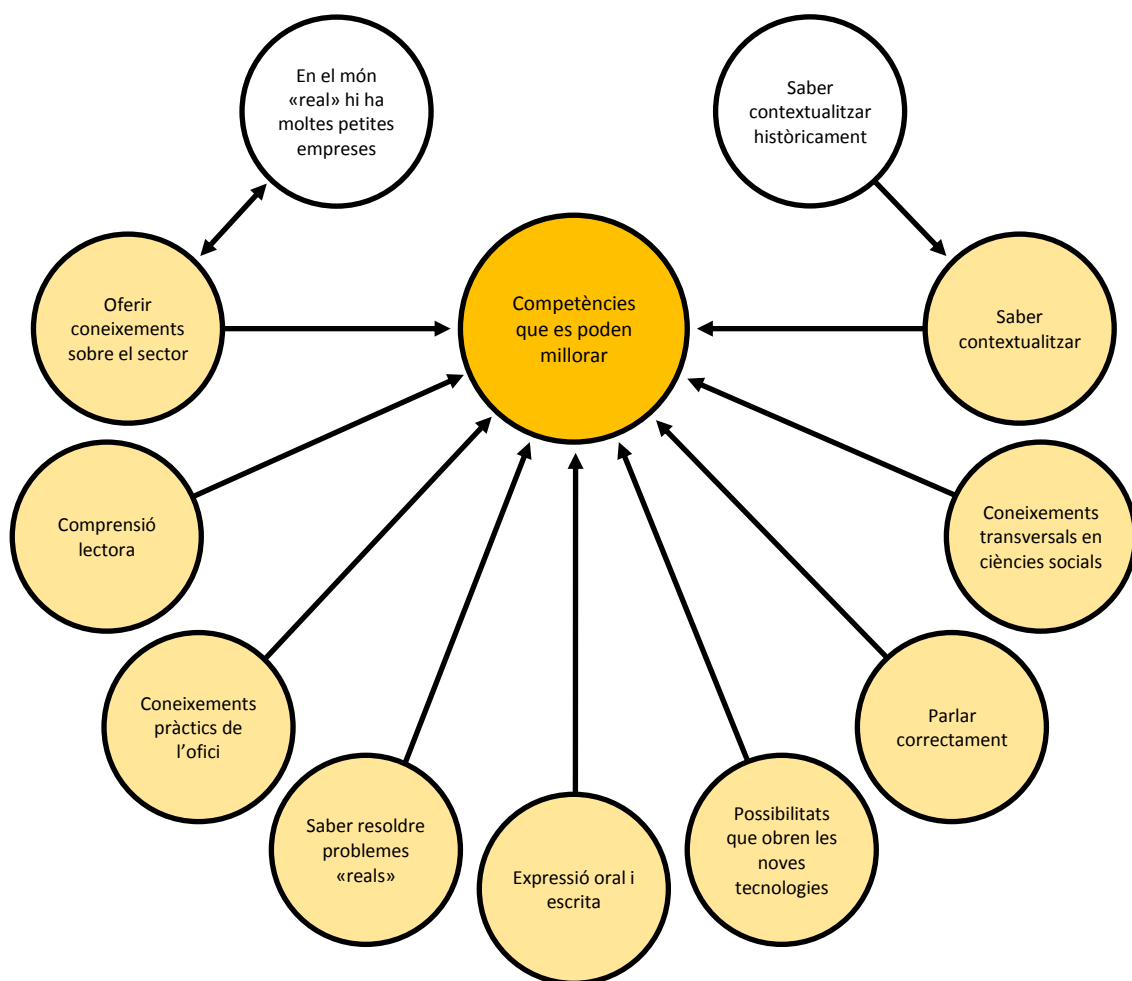 En el món
«real» hi ha
moltes petites
empreses
Saber
contextualitzar
històricament
Oferir
coneixements
sobre el sector
Competències
que es poden
millorar
Saber
contextualitzar
Comprensió
lectora
Coneixements
transversals en
ciències socials
Coneixements
pràctics de
l’ofici
Parlar
correctament
Saber resoldre
problemes
«reals»
Expressió oral i
escrita
Possibilitats
que obren les
noves
tecnologies